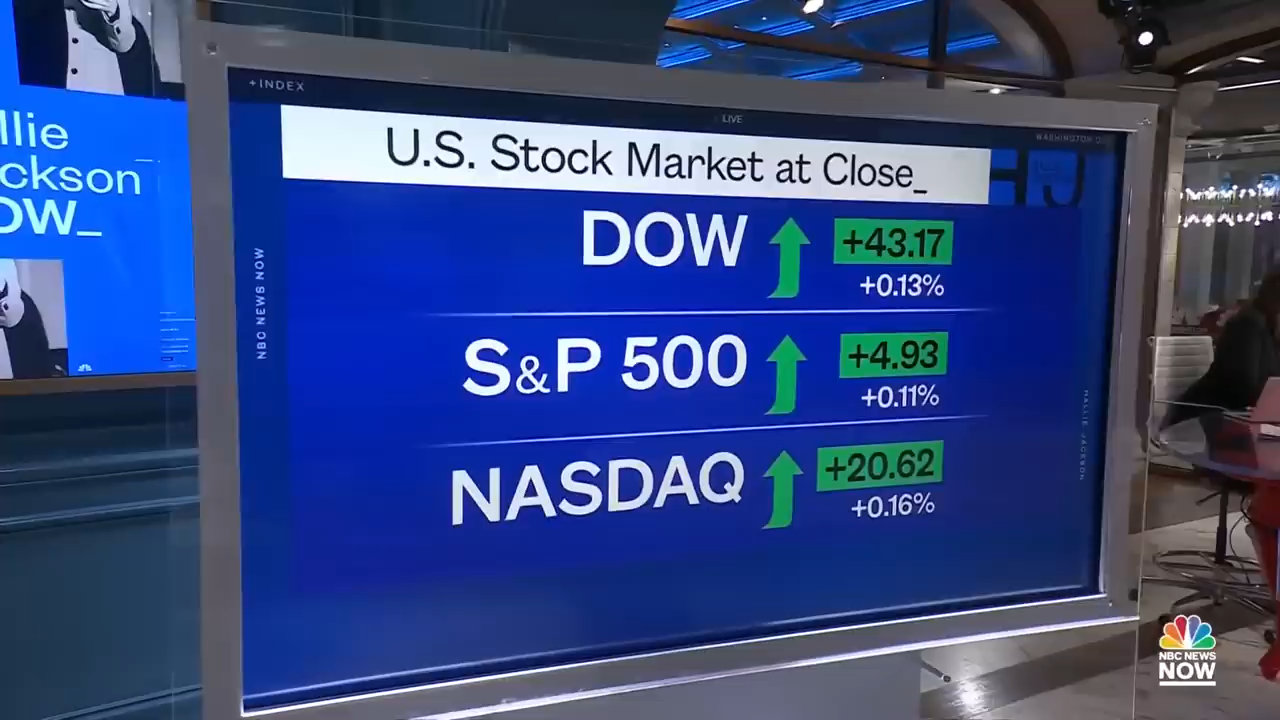 +INDEX
LIVE
WASHINGTON
U.S. Stock Market at Close_
HJ
llie
ckson
OW_
NBC NEWS NOW
DOW
+43.17
+0.13%
S&P 500
+4.93
+0.11%
NASDAQ
+20.62
+0.16%
HALLIE JACKSON
NBC NEWS
NOW